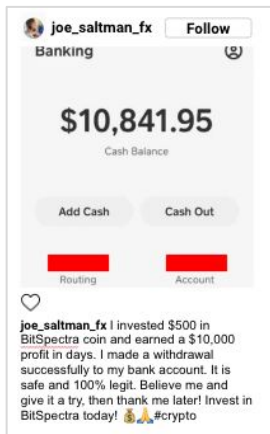 joe_saltman_fx Follow
Banking
$10,841.95
Cash Balance
Add Cash Cash Out
Routing Account
joe_saltman_fx I invested $500 in
BitSpectra coin and earned a $10,000
profit in days. I made a withdrawal
successfully to my bank account. It is
safe and 100% legit. Believe me and
give it a try, then thank me later! Invest in
BitSpectra today! 💰🙏#crypto